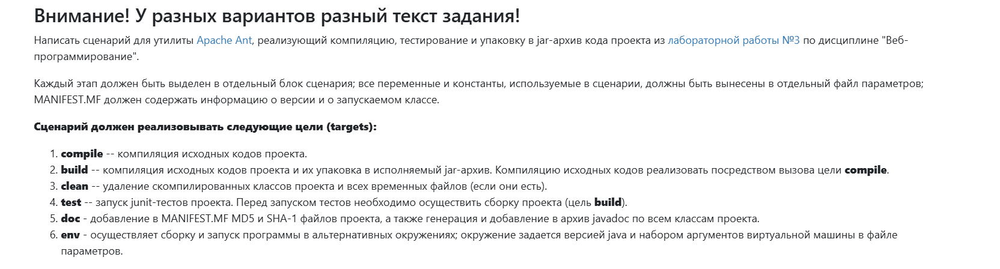 Внимание! У разных вариантов разный текст задания!
Написать сценарий для утилиты Apache Ant, реализующий компиляцию, тестирование и упаковку в jar-архив кода проекта из лабораторной работы №3 по дисциплине "Веб-
программирование".
Каждый этап должен быть выделен в отдельный блок сценария; все переменные и константы, используемые в сценарии, должны быть вынесены в отдельный файл параметров;
MANIFEST.MF должен содержать информацию о версии и о запускаемом классе.
Сценарий должен реализовывать следующие цели (targets):
1. compile -- компиляция исходных кодов проекта.
2. build -- компиляция исходных кодов проекта и их упаковка в исполняемый jar-архив. Компиляцию исходных кодов реализовать посредством вызова цели compile.
3. clean -- удаление скомпилированных классов проекта и всех временных файлов (если они есть).
4. test -- запуск junit-тестов проекта. Перед запуском тестов необходимо осуществить сборку проекта (цель build).
5. doc - добавление в MANIFEST.MF MD5 и SHA-1 файлов проекта, а также генерация и добавление в архив javadoc по всем классам проекта.
6. env - осуществляет сборку и запуск программы в альтернативных окружениях; окружение задается версией java и набором аргументов виртуальной машины в файле
параметров.